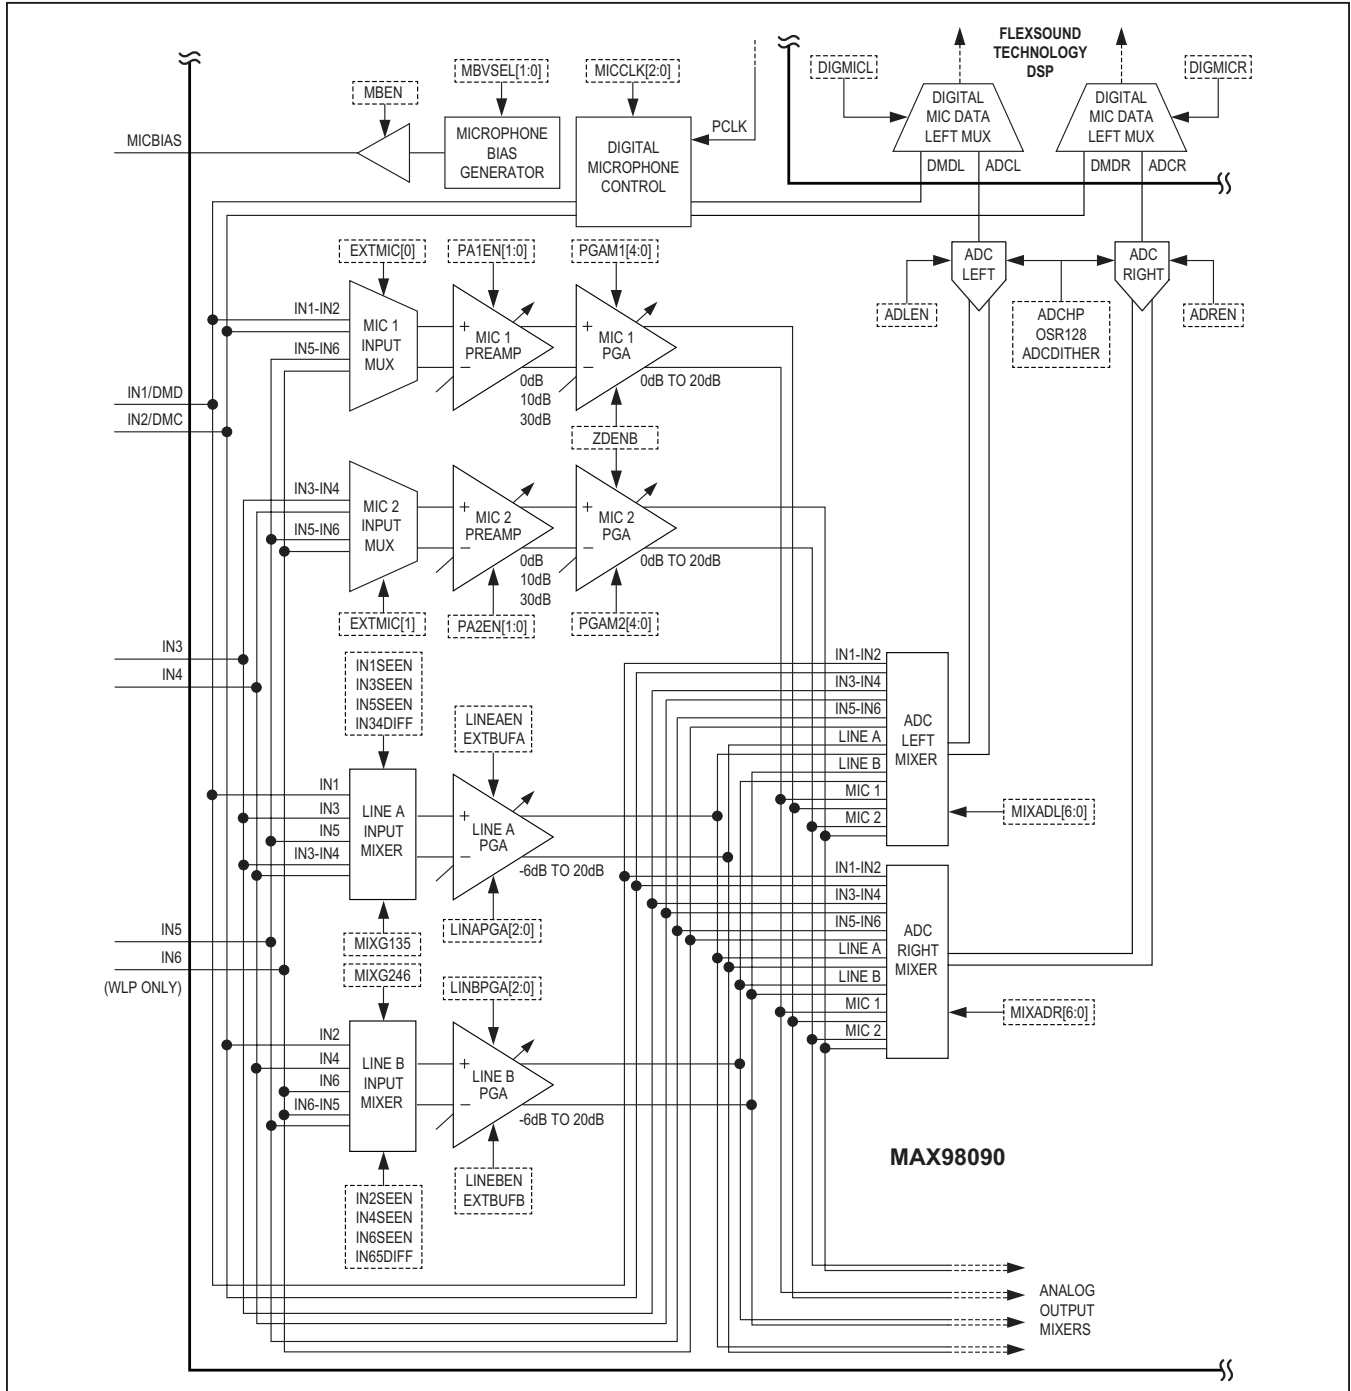 FLEXSOUND
TECHNOLOGY
DSP
MBVSEL[1:0]
MICCLK[2:0]
DIGMICL
DIGMICR
MBEN
DIGITAL
MIC DATA
LEFT MUX
DIGITAL
MIC DATA
LEFT MUX
MICBIAS
MICROPHONE
BIAS
GENERATOR
DIGITAL
MICROPHONE
CONTROL
PCLK
DMDL
ADCL
DMDR
ADCR
EXTMIC[0]
PA1EN[1:0]
PGAM1[4:0]
ADC
LEFT
ADC
RIGHT
ADLEN
ADCHP
OSR128
ADCDITHER
ADREN
IN1-IN2
IN5-IN6
MIC 1
INPUT
MUX
+
MIC 1
PREAMP
−
0dB
10dB
30dB
+
MIC 1
PGA
−
0dB TO 20dB
IN1/DMD
IN2/DMC
ZDENB
IN3-IN4
IN5-IN6
MIC 2
INPUT
MUX
+
MIC 2
PREAMP
−
0dB
10dB
30dB
+
MIC 2
PGA
−
0dB TO 20dB
EXTMIC[1]
PA2EN[1:0]
PGAM2[4:0]
IN3
IN4
IN1SEEN
IN3SEEN
IN5SEEN
IN34DIFF
LINEAEN
EXTBUFA
IN1-IN2
IN3-IN4
IN5-IN6
LINE A
LINE B
MIC 1
MIC 2
ADC
LEFT
MIXER
MIXADL[6:0]
IN1
IN3
IN5
IN3-IN4
LINE A
INPUT
MIXER
+
LINE A
PGA
−
-6dB TO 20dB
IN1-IN2
IN3-IN4
IN5-IN6
LINE A
LINE B
MIC 1
MIC 2
ADC
RIGHT
MIXER
MIXADR[6:0]
MIXG135
LINAPGA[2:0]
IN5
IN6
(WLP ONLY)
MIXG246
LINBPGA[2:0]
IN2
IN4
IN6
IN6-IN5
LINE B
INPUT
MIXER
+
LINE B
PGA
−
-6dB TO 20dB
MAX98090
IN2SEEN
IN4SEEN
IN6SEEN
IN65DIFF
LINEBEN
EXTBUFB
ANALOG
OUTPUT
MIXERS